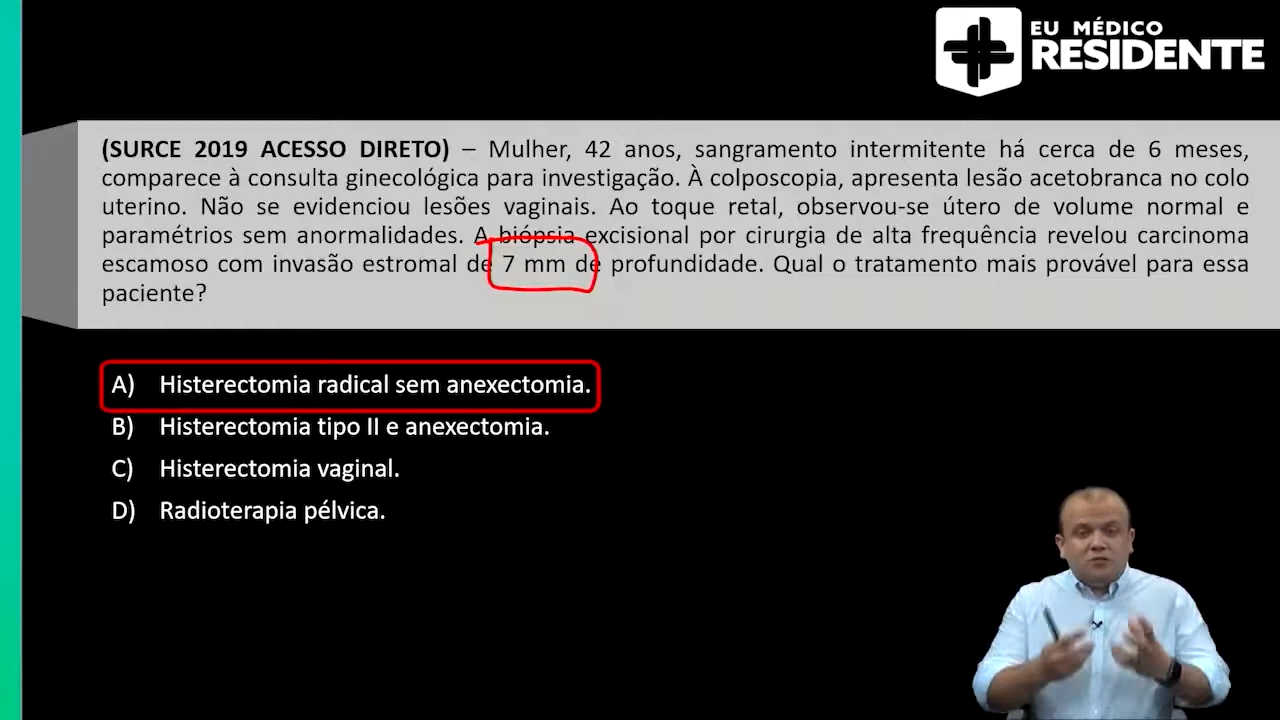 EU MÉDICO
RESIDENTE
(SURCE 2019 ACESSO DIRETO) – Mulher, 42 anos, sangramento intermitente há cerca de 6 meses,
comparece à consulta ginecológica para investigação. À colposcopia, apresenta lesão acetobranca no colo
uterino. Não se evidenciou lesões vaginais. Ao toque retal, observou-se útero de volume normal e
paramétrios sem anormalidades. A biópsia excisional por cirurgia de alta frequência revelou carcinoma
escamoso com invasão estromal de 7 mm de profundidade. Qual o tratamento mais provável para essa
paciente?
A) Histerectomia radical sem anexectomia.
B) Histerectomia tipo II e anexectomia.
C) Histerectomia vaginal.
D) Radioterapia pélvica.